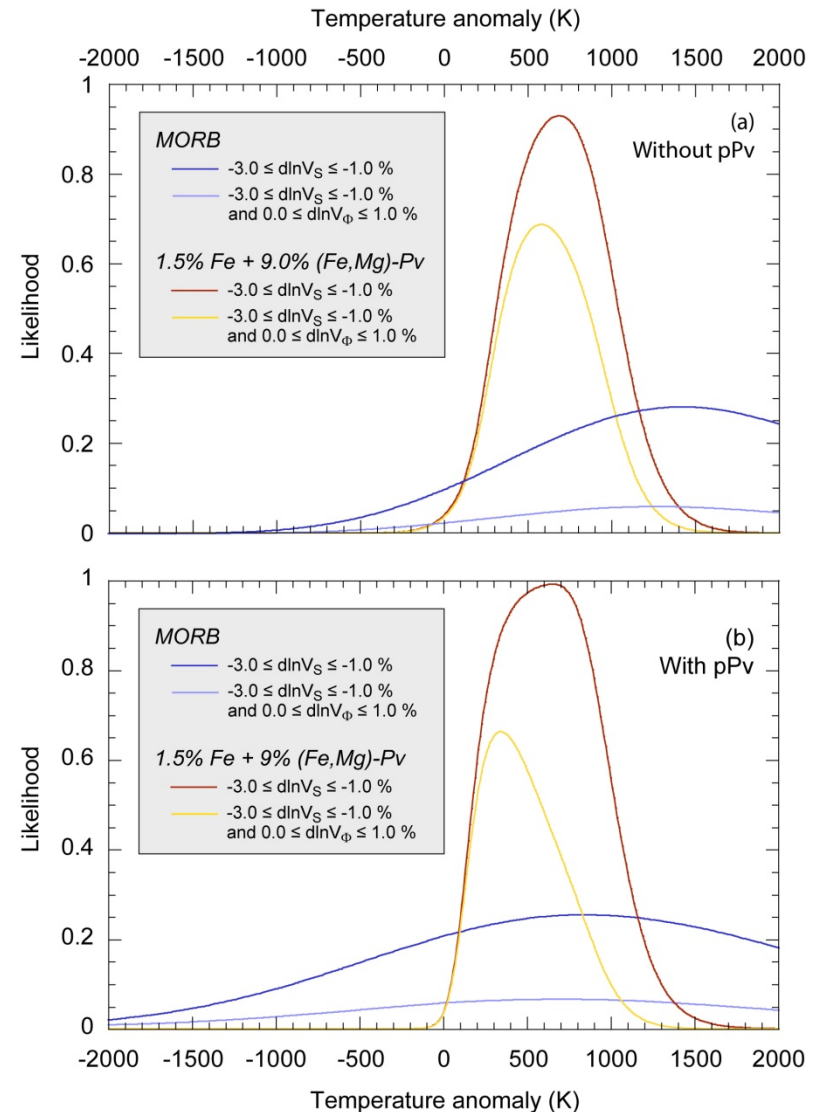 Temperature anomaly (K)
-2000 -1500 -1000 -500 0 500 1000 1500 2000
1
0.8
0.6
0.4
0.2
0
Likelihood
(a)
Without pPv
MORB
-3.0 ≤ dlnV_S ≤ -1.0 %
-3.0 ≤ dlnV_S ≤ -1.0 %
and 0.0 ≤ dlnV_Φ ≤ 1.0 %
1.5% Fe + 9.0% (Fe,Mg)-Pv
-3.0 ≤ dlnV_S ≤ -1.0 %
-3.0 ≤ dlnV_S ≤ -1.0 %
and 0.0 ≤ dlnV_Φ ≤ 1.0 %
1
0.8
0.6
0.4
0.2
0
Likelihood
(b)
With pPv
MORB
-3.0 ≤ dlnV_S ≤ -1.0 %
-3.0 ≤ dlnV_S ≤ -1.0 %
and 0.0 ≤ dlnV_Φ ≤ 1.0 %
1.5% Fe + 9% (Fe,Mg)-Pv
-3.0 ≤ dlnV_S ≤ -1.0 %
-3.0 ≤ dlnV_S ≤ -1.0 %
and 0.0 ≤ dlnV_Φ ≤ 1.0 %
-2000 -1500 -1000 -500 0 500 1000 1500 2000
Temperature anomaly (K)